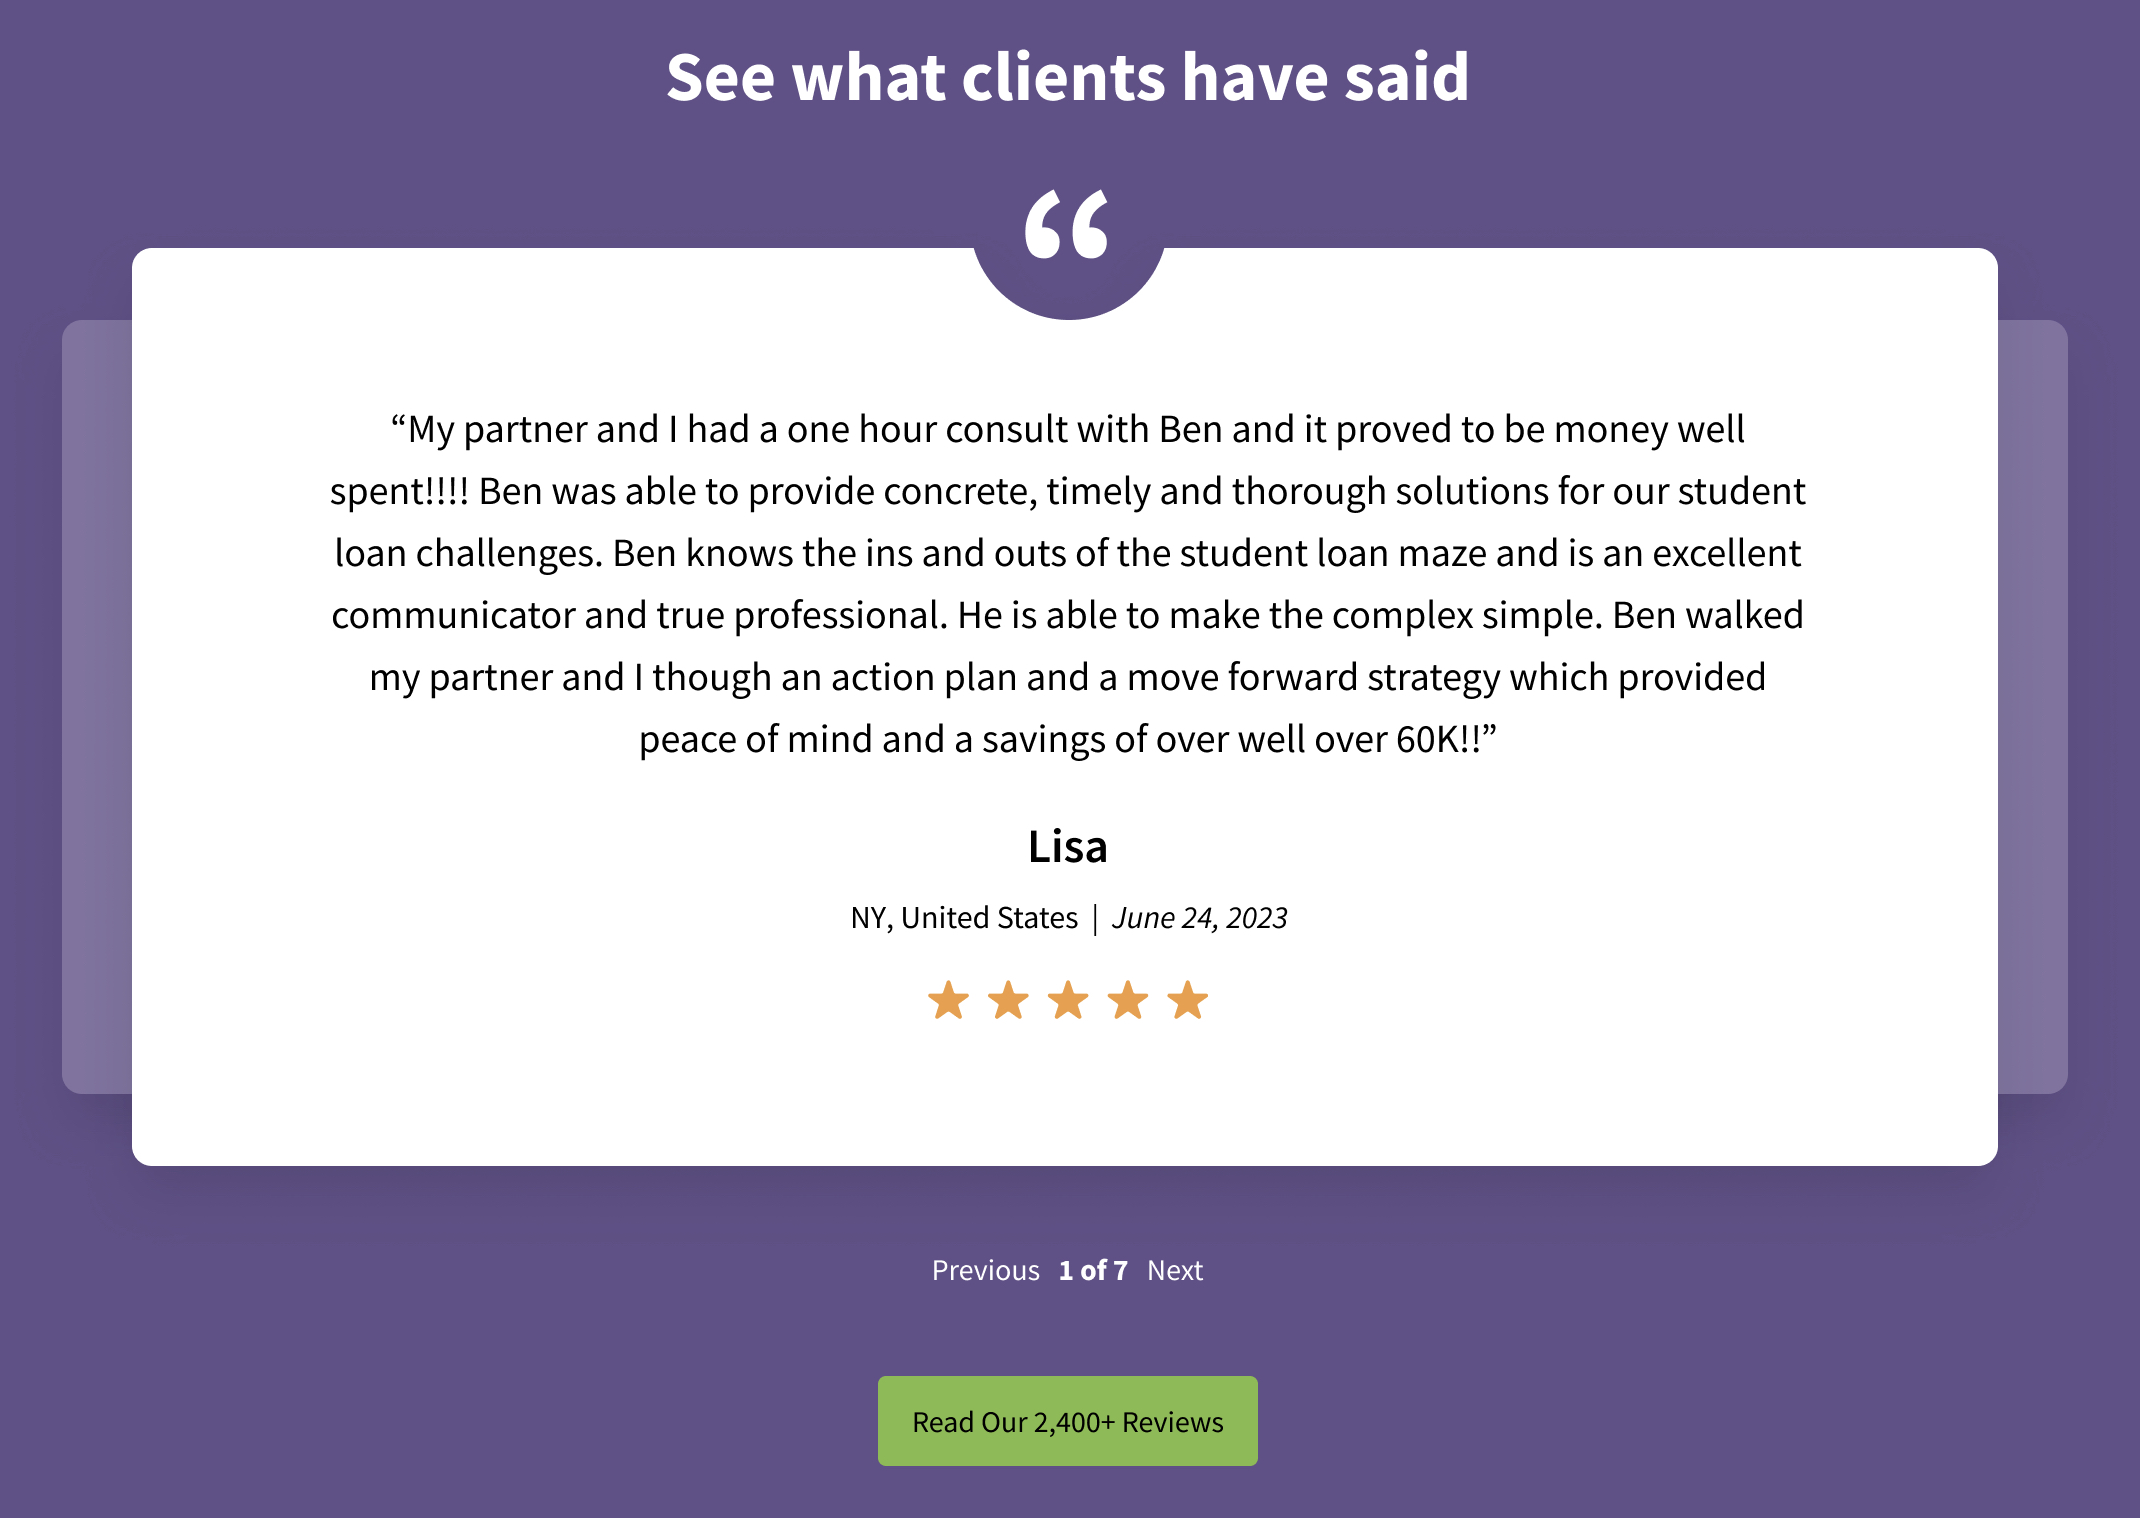 See what clients have said
“
“My partner and I had a one hour consult with Ben and it proved to be money well
spent!!!! Ben was able to provide concrete, timely and thorough solutions for our student
loan challenges. Ben knows the ins and outs of the student loan maze and is an excellent
communicator and true professional. He is able to make the complex simple. Ben walked
my partner and I though an action plan and a move forward strategy which provided
peace of mind and a savings of over well over 60K!!”
Lisa
NY, United States | June 24, 2023
Previous 1 of 7 Next
Read Our 2,400+ Reviews